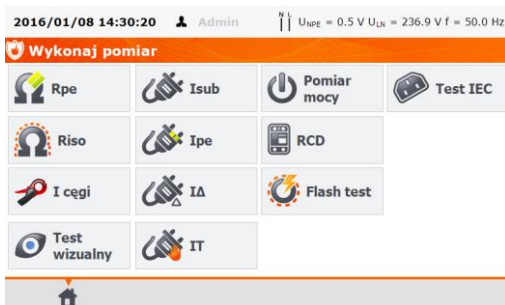 2016/01/08 14:30:20 Admin N L UNPE = 0.5 V ULN = 236.9 V f = 50.0 Hz
Wykonaj pomiar
Rpe
Isub
Pomiar
mocy
Test IEC
Riso
Ipe
RCD
I cęgi
IΔ
Flash test
Test
wizualny
IT